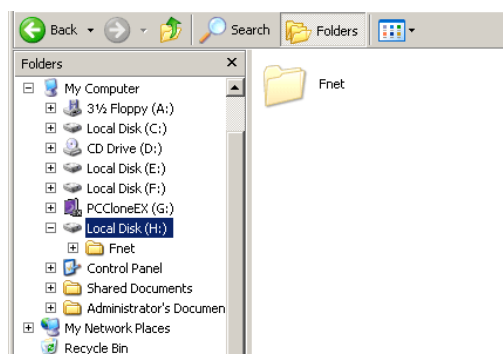 Back Search Folders
Folders
My Computer
3½ Floppy (A:)
Local Disk (C:)
CD Drive (D:)
Local Disk (E:)
Local Disk (F:)
PCCloneEX (G:)
Local Disk (H:)
Fnet
Control Panel
Shared Documents
Administrator's Documen
My Network Places
Recycle Bin
Fnet